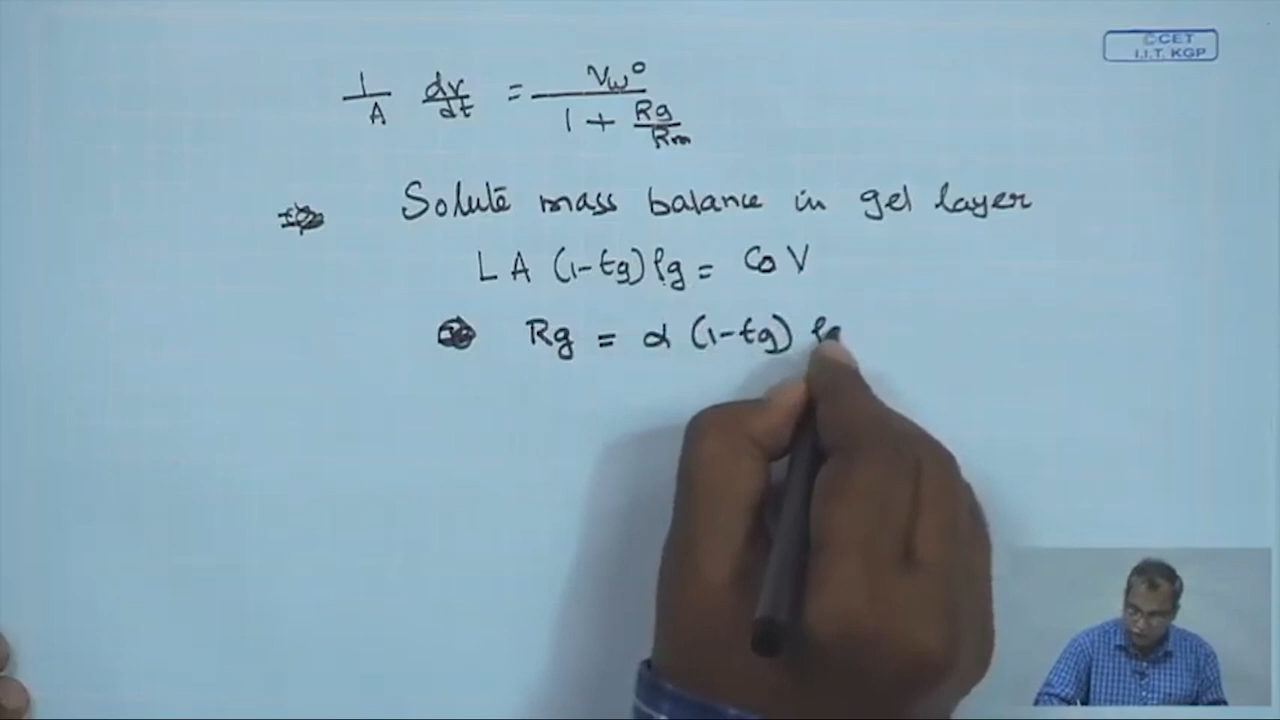 ©CET
I.I.T. KGP
1/A dv/dt = Vw° / (1 + Rg/Rm)
Solute mass balance in gel layer
LA (1-εg) ρg = Co V
Rg = α (1-εg) ρ